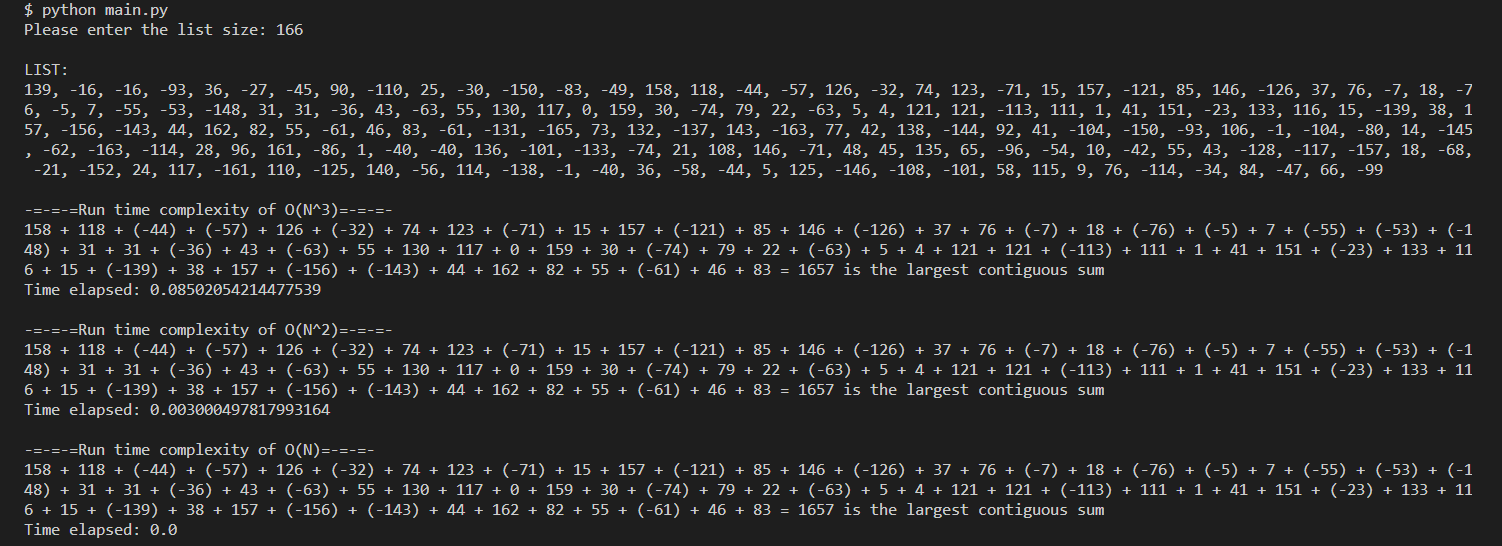 $ python main.py
Please enter the list size: 166
LIST:
139, -16, -16, -93, 36, -27, -45, 90, -110, 25, -30, -150, -83, -49, 158, 118, -44, -57, 126, -32, 74, 123, -71, 15, 157, -121, 85, 146, -126, 37, 76, -7, 18, -7
6, -5, 7, -55, -53, -148, 31, 31, -36, 43, -63, 55, 130, 117, 0, 159, 30, -74, 79, 22, -63, 5, 4, 121, 121, -113, 111, 1, 41, 151, -23, 133, 116, 15, -139, 38, 1
57, -156, -143, 44, 162, 82, 55, -61, 46, 83, -61, -131, -165, 73, 132, -137, 143, -163, 77, 42, 138, -144, 92, 41, -104, -150, -93, 106, -1, -104, -80, 14, -145
, -62, -163, -114, 28, 96, 161, -86, 1, -40, -40, 136, -101, -133, -74, 21, 108, 146, -71, 48, 45, 135, 65, -96, -54, 10, -42, 55, 43, -128, -117, -157, 18, -68,
-21, -152, 24, 117, -161, 110, -125, 140, -56, 114, -138, -1, -40, 36, -58, -44, 5, 125, -146, -108, -101, 58, 115, 9, 76, -114, -34, 84, -47, 66, -99
-=-=-=Run time complexity of O(N^3)=-=-=-
158 + 118 + (-44) + (-57) + 126 + (-32) + 74 + 123 + (-71) + 15 + 157 + (-121) + 85 + 146 + (-126) + 37 + 76 + (-7) + 18 + (-76) + (-5) + 7 + (-55) + (-53) + (-1
48) + 31 + 31 + (-36) + 43 + (-63) + 55 + 130 + 117 + 0 + 159 + 30 + (-74) + 79 + 22 + (-63) + 5 + 4 + 121 + 121 + (-113) + 111 + 1 + 41 + 151 + (-23) + 133 + 11
6 + 15 + (-139) + 38 + 157 + (-156) + (-143) + 44 + 162 + 82 + 55 + (-61) + 46 + 83 = 1657 is the largest contiguous sum
Time elapsed: 0.08502054214477539
-=-=-=Run time complexity of O(N^2)=-=-=-
158 + 118 + (-44) + (-57) + 126 + (-32) + 74 + 123 + (-71) + 15 + 157 + (-121) + 85 + 146 + (-126) + 37 + 76 + (-7) + 18 + (-76) + (-5) + 7 + (-55) + (-53) + (-1
48) + 31 + 31 + (-36) + 43 + (-63) + 55 + 130 + 117 + 0 + 159 + 30 + (-74) + 79 + 22 + (-63) + 5 + 4 + 121 + 121 + (-113) + 111 + 1 + 41 + 151 + (-23) + 133 + 11
6 + 15 + (-139) + 38 + 157 + (-156) + (-143) + 44 + 162 + 82 + 55 + (-61) + 46 + 83 = 1657 is the largest contiguous sum
Time elapsed: 0.003000497817993164
-=-=-=Run time complexity of O(N)=-=-=-
158 + 118 + (-44) + (-57) + 126 + (-32) + 74 + 123 + (-71) + 15 + 157 + (-121) + 85 + 146 + (-126) + 37 + 76 + (-7) + 18 + (-76) + (-5) + 7 + (-55) + (-53) + (-1
48) + 31 + 31 + (-36) + 43 + (-63) + 55 + 130 + 117 + 0 + 159 + 30 + (-74) + 79 + 22 + (-63) + 5 + 4 + 121 + 121 + (-113) + 111 + 1 + 41 + 151 + (-23) + 133 + 11
6 + 15 + (-139) + 38 + 157 + (-156) + (-143) + 44 + 162 + 82 + 55 + (-61) + 46 + 83 = 1657 is the largest contiguous sum
Time elapsed: 0.0